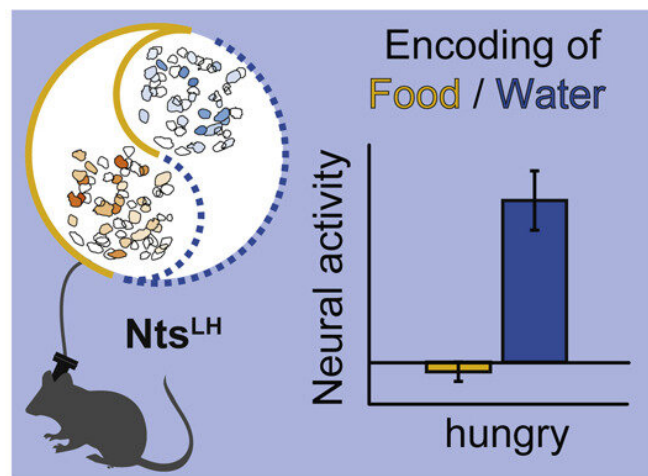 Encoding of
Food / Water
Neural activity
hungry
Nts^LH